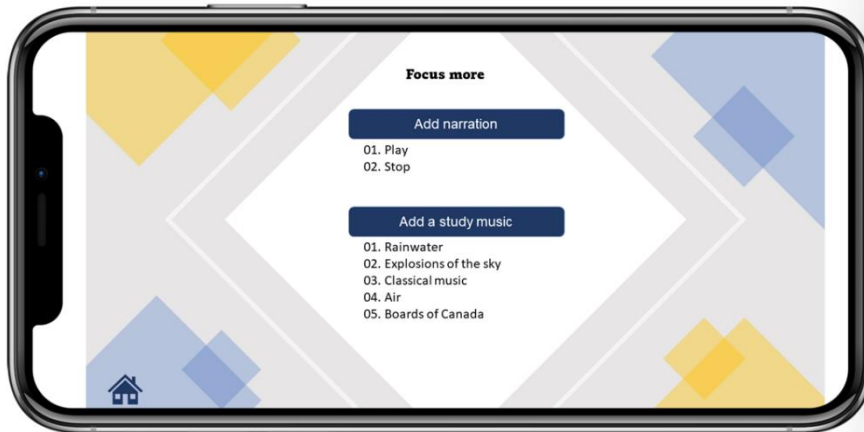 Focus more
Add narration
01. Play
02. Stop
Add a study music
01. Rainwater
02. Explosions of the sky
03. Classical music
04. Air
05. Boards of Canada